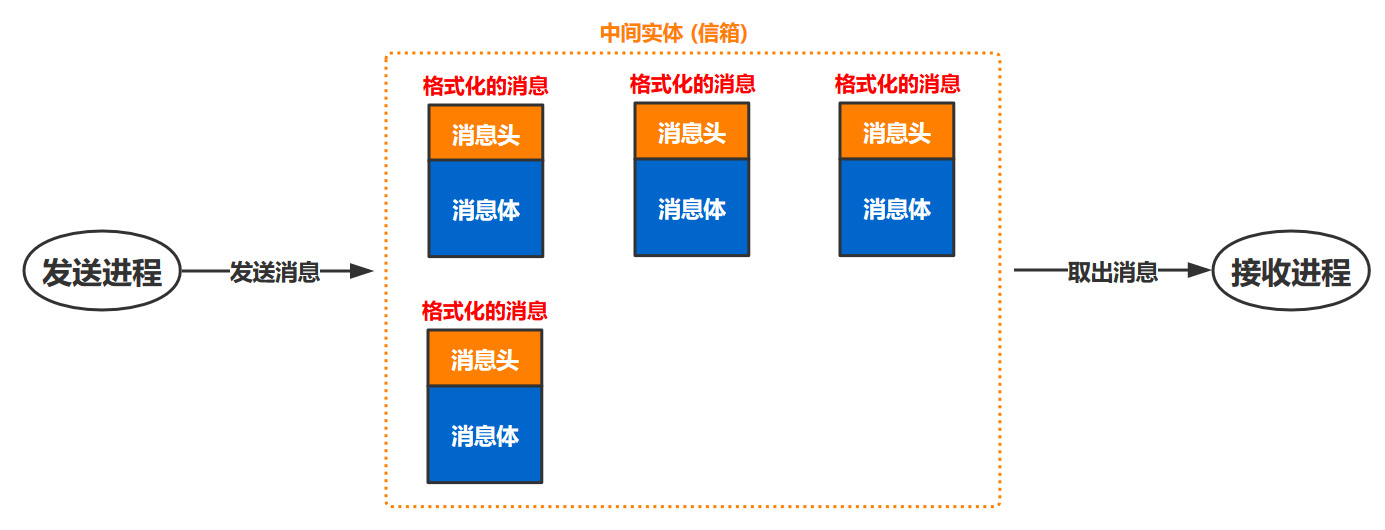 中间实体 (信箱)
格式化的消息
格式化的消息
格式化的消息
消息头
消息头
消息头
消息体
消息体
消息体
发送进程
发送消息
取出消息
接收进程
格式化的消息
消息头
消息体